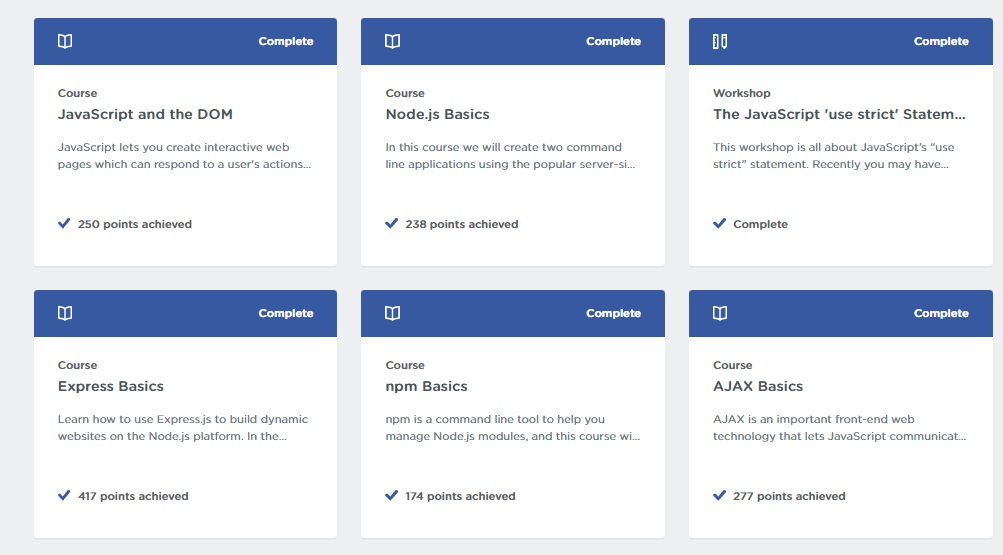 Complete
Course
JavaScript and the DOM
JavaScript lets you create interactive web
pages which can respond to a user's actions...
250 points achieved
Complete
Course
Node.js Basics
In this course we will create two command
line applications using the popular server-si...
238 points achieved
Complete
Workshop
The JavaScript 'use strict' Statem...
This workshop is all about JavaScript’s “use
strict” statement. Recently you may have...
Complete
Complete
Course
Express Basics
Learn how to use Express.js to build dynamic
websites on the Node.js platform. In the...
417 points achieved
Complete
Course
npm Basics
npm is a command line tool to help you
manage Node.js modules, and this course wi...
174 points achieved
Complete
Course
AJAX Basics
AJAX is an important front-end web
technology that lets JavaScript communicat...
277 points achieved